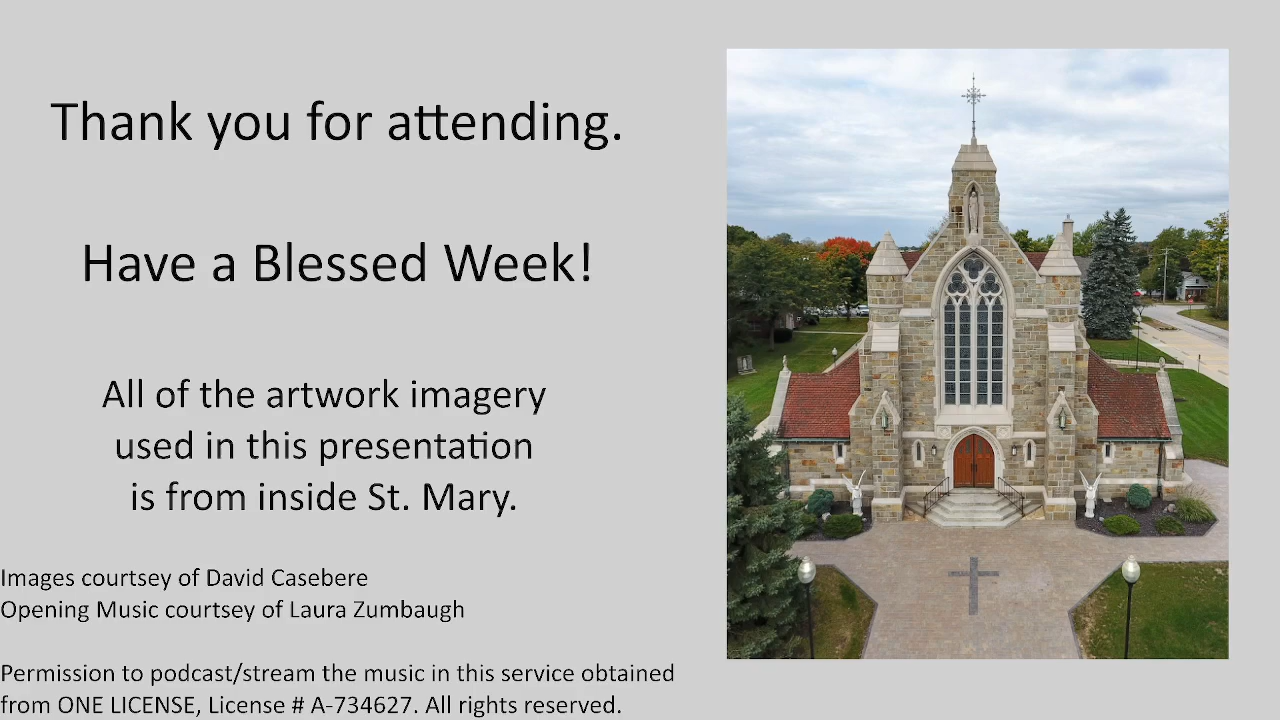 Thank you for attending.
Have a Blessed Week!
All of the artwork imagery
used in this presentation
is from inside St. Mary.
Images courtsey of David Casebere
Opening Music courtsey of Laura Zumbaugh
Permission to podcast/stream the music in this service obtained
from ONE LICENSE, License # A-734627. All rights reserved.